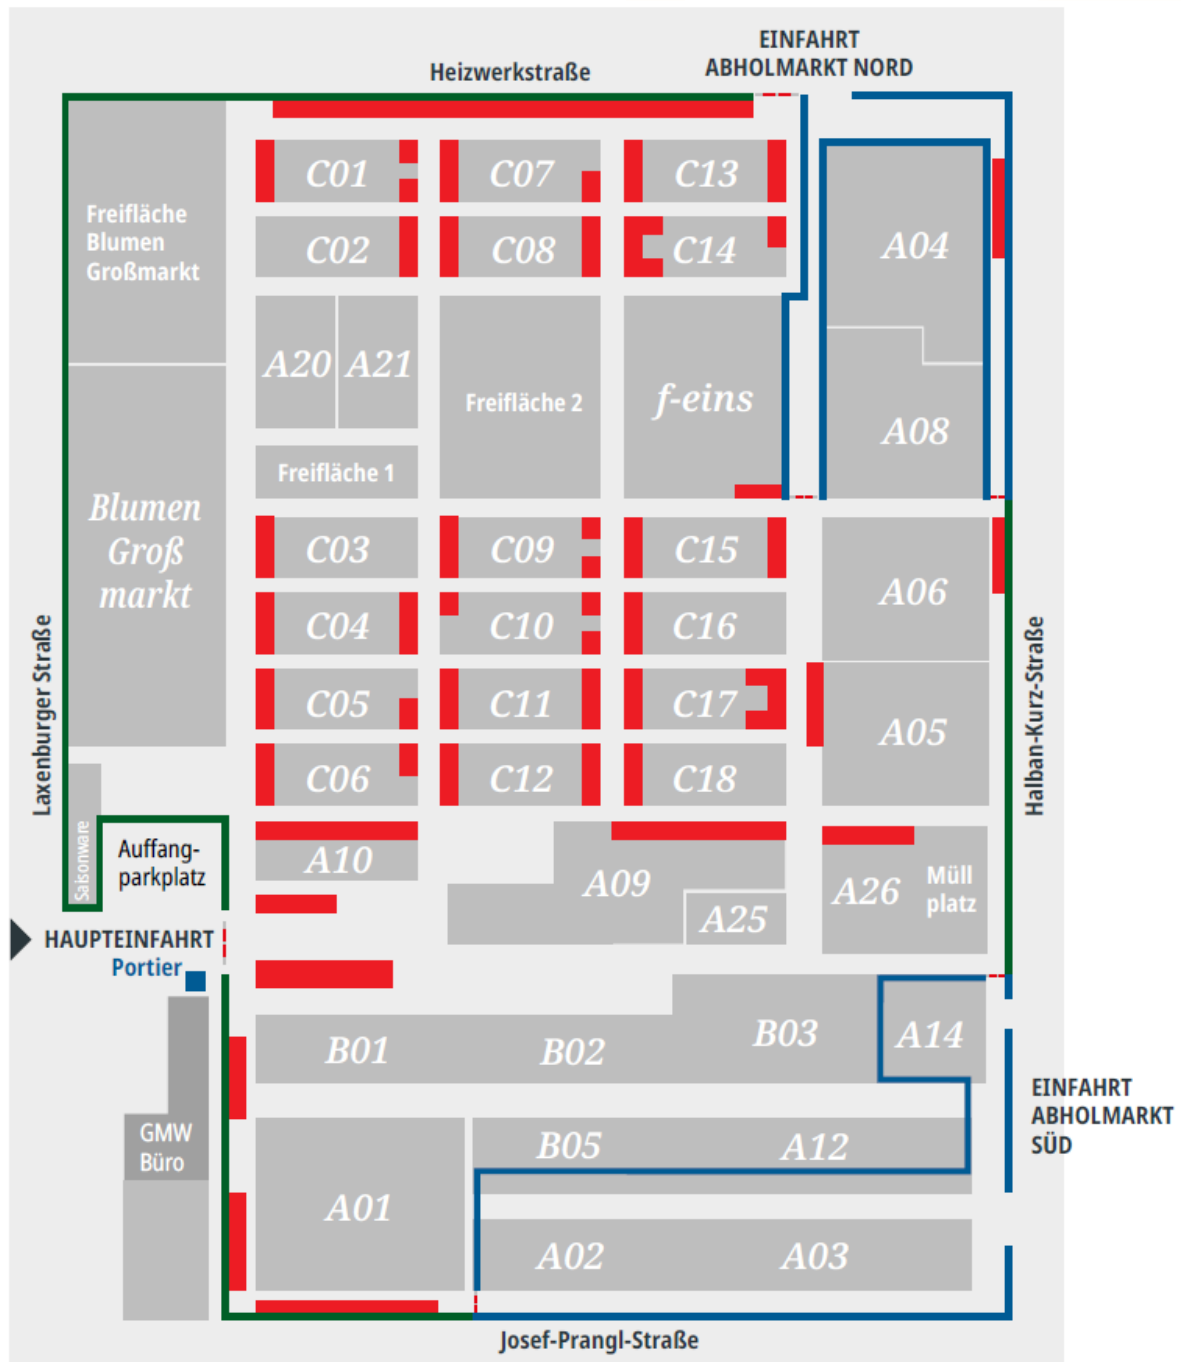 EINFAHRT
ABHOLMARKT NORD
Heizwerkstraße
C01
C07
C13
Freifläche
Blumen
Großmarkt
C02
C08
C14
A04
A20
A21
Freifläche 2
f-eins
A08
Freifläche 1
Blumen
Groß
markt
C03
C09
C15
A06
C04
C10
C16
Laxenburger Straße
Halban-Kurz-Straße
C05
C11
C17
A05
C06
C12
C18
Saisonware
Auffang-
parkplatz
A10
A09
A25
A26
Müll
platz
HAUPTEINFAHRT
Portier
B01
B02
B03
A14
EINFAHRT
ABHOLMARKT
SÜD
GMW
Büro
B05
A12
A01
A02
A03
Josef-Prangl-Straße